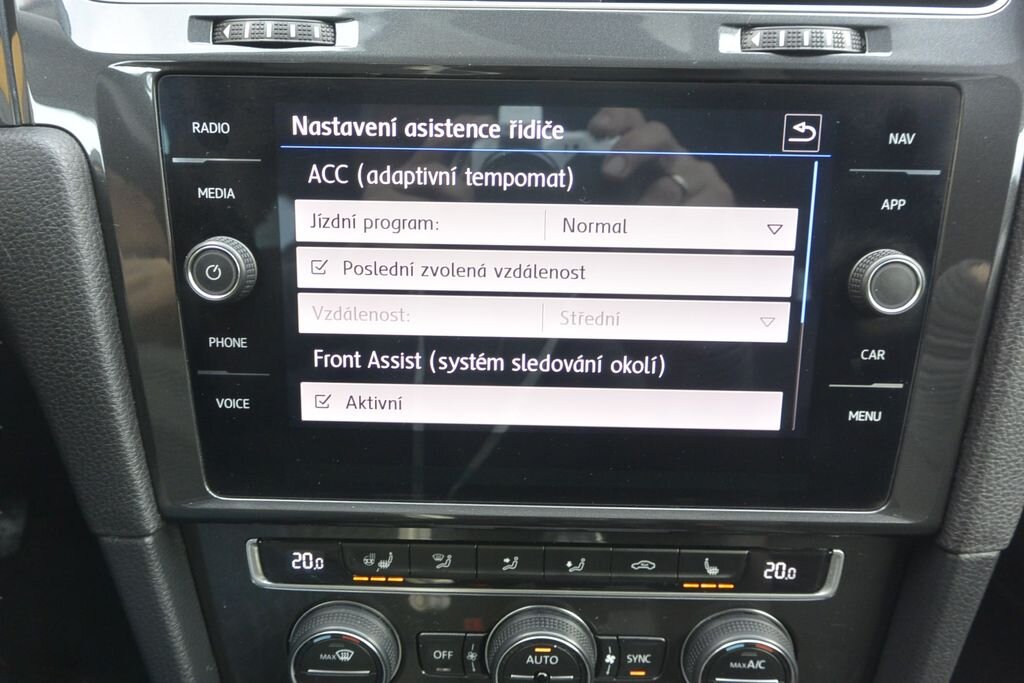 RADIO
MEDIA
PHONE
VOICE
Nastavení asistence řidiče
ACC (adaptivní tempomat)
Jízdní program: Normal
Poslední zvolená vzdálenost
Vzdálenost: Střední
Front Assist (systém sledování okolí)
Aktivní
NAV
APP
CAR
MENU
20.0
20.0
MAX
OFF
AUTO
SYNC
MAX A/C